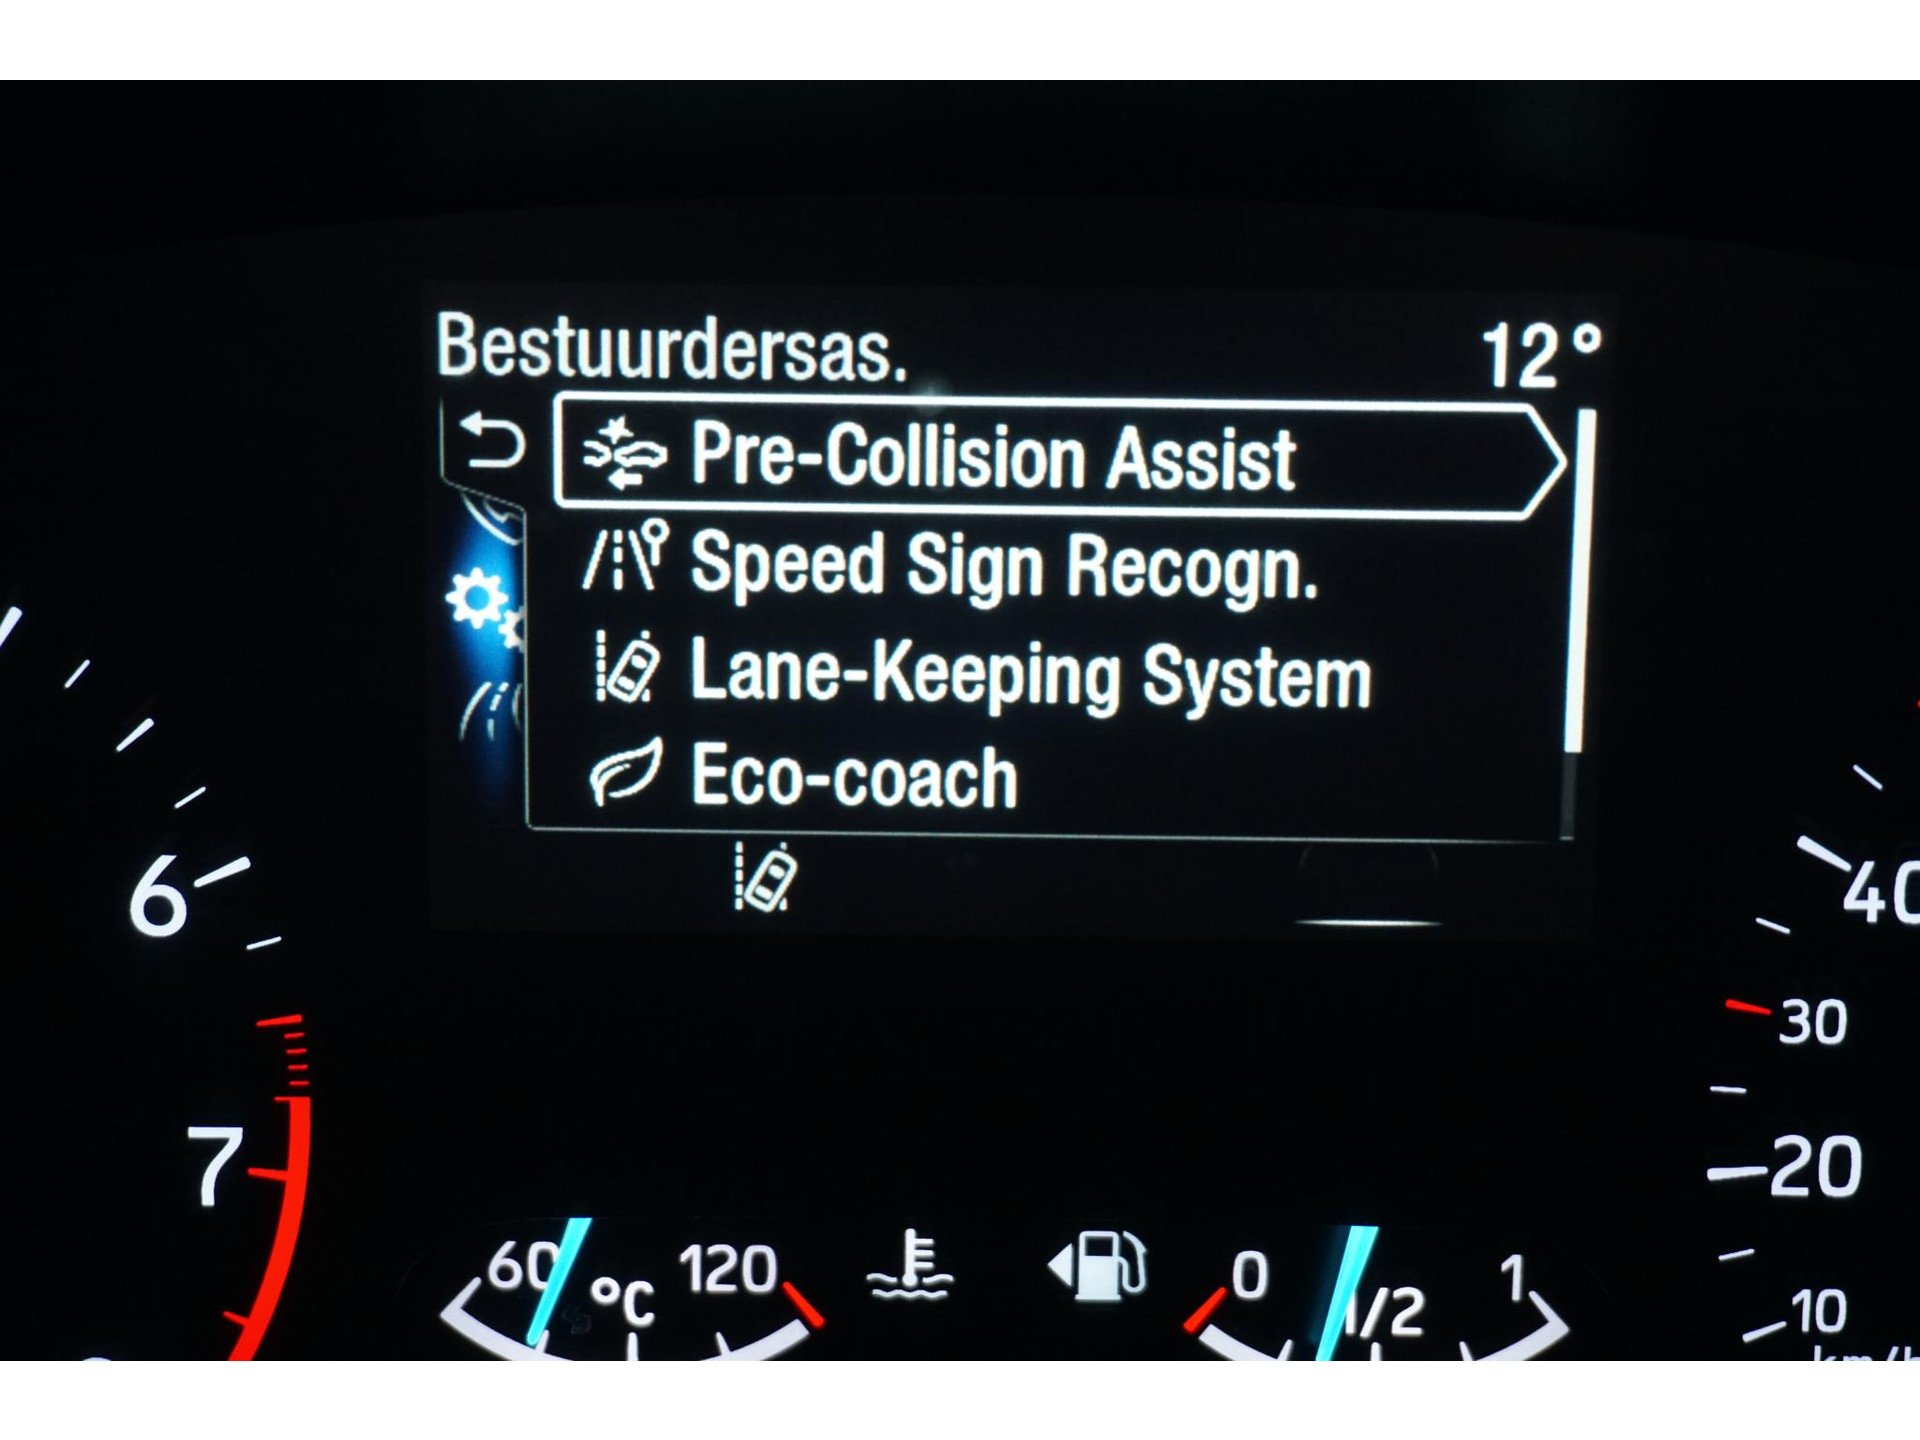 Bestuurdersas. 12°
Pre-Collision Assist
Speed Sign Recogn.
Lane-Keeping System
Eco-coach
6
7
60 °C 120
0 1/2 1
40
30
20
10
km/h